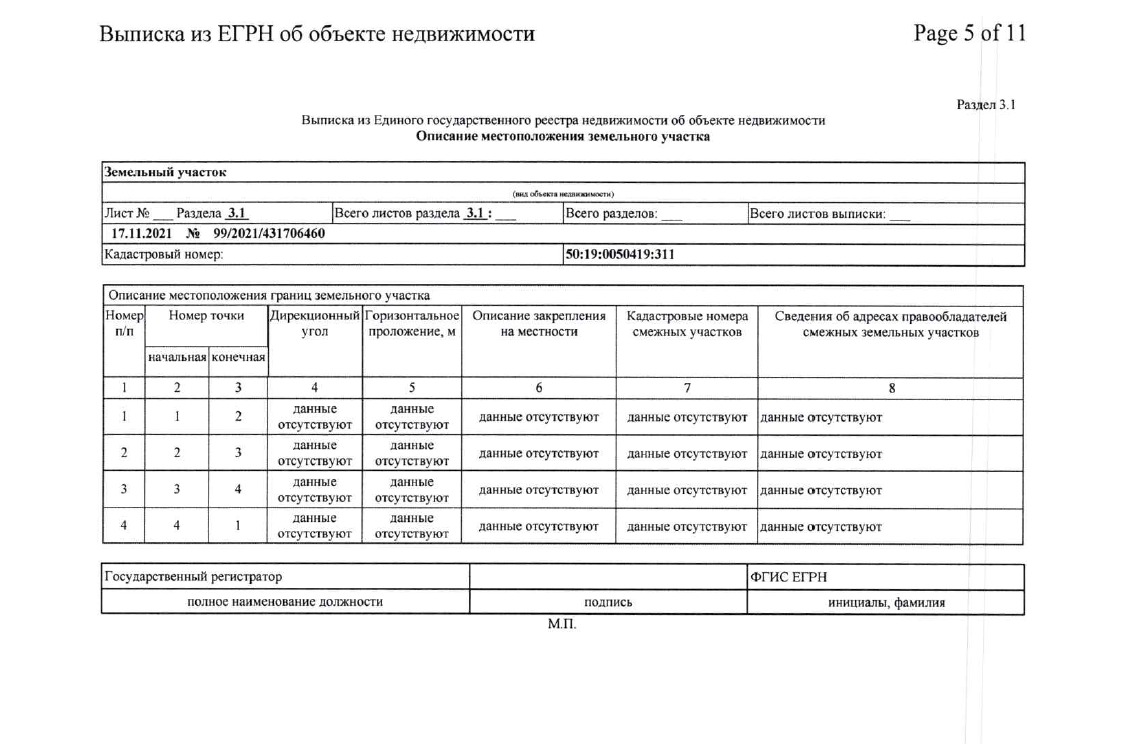 Выписка из ЕГРН об объекте недвижимости Page 5 of 11
Раздел 3.1
Выписка из Единого государственного реестра недвижимости об объекте недвижимости
Описание местоположения земельного участка
Земельный участок
(вид объекта недвижимости)
Лист № ___ Раздела 3.1 Всего листов раздела 3.1 : ___ Всего разделов: ___ Всего листов выписки: ___
17.11.2021 № 99/2021/431706460
Кадастровый номер: 50:19:0050419:311
Описание местоположения границ земельного участка
Номер Номер точки Дирекционный Горизонтальное Описание закрепления Кадастровые номера Сведения об адресах правообладателей
п/п угол проложение, м на местности смежных участков смежных земельных участков
начальная конечная
1 2 3 4 5 6 7 8
данные данные
1 1 2 отсутствуют отсутствуют данные отсутствуют данные отсутствуют данные отсутствуют
данные данные
2 2 3 отсутствуют отсутствуют данные отсутствуют данные отсутствуют данные отсутствуют
данные данные
3 3 4 отсутствуют отсутствуют данные отсутствуют данные отсутствуют данные отсутствуют
данные данные
4 4 1 отсутствуют отсутствуют данные отсутствуют данные отсутствуют данные отсутствуют
Государственный регистратор ФГИС ЕГРН
полное наименование должности подпись инициалы, фамилия
М.П.